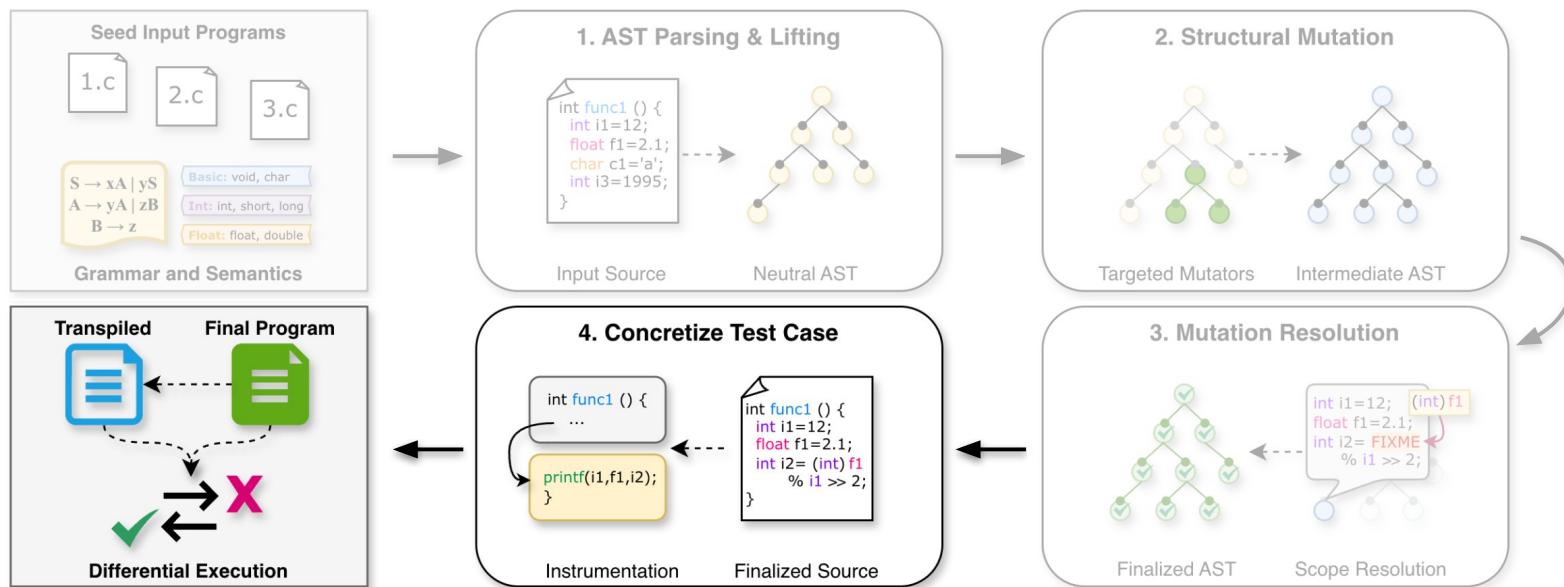 Seed Input Programs
1.c
2.c
3.c
S → xA | yS
A → yA | zB
B → z
Basic: void, char
Int: int, short, long
Float: float, double
Grammar and Semantics
1. AST Parsing & Lifting
int func1 () {
int i1=12;
float f1=2.1;
char c1='a';
int i3=1995;
}
Input Source
Neutral AST
2. Structural Mutation
Targeted Mutators
Intermediate AST
3. Mutation Resolution
int i1=12;
float f1=2.1;
int i2= FIXME
% i1 >> 2;
(int) f1
Finalized AST
Scope Resolution
4. Concretize Test Case
int func1 () {
...
printf(i1,f1,i2);
}
int func1 () {
int i1=12;
float f1=2.1;
int i2= (int) f1
% i1 >> 2;
}
Instrumentation
Finalized Source
Transpiled
Final Program
X
Differential Execution